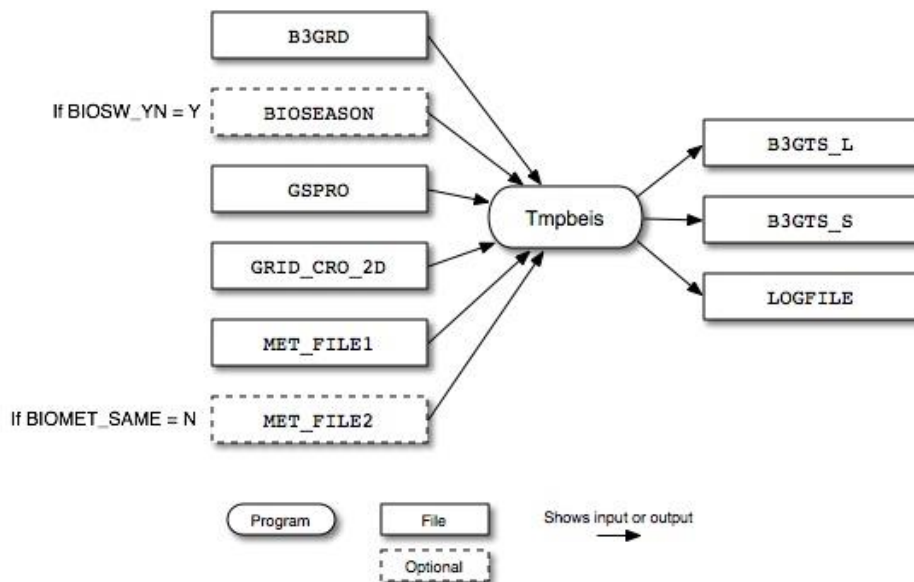 B3GRD
If BIOSW_YN = Y
BIOSEASON
B3GTS_L
GSPRO
Tmpbeis
B3GTS_S
GRID_CRO_2D
LOGFILE
MET_FILE1
If BIOMET_SAME = N
MET_FILE2
Program
File
Shows input or output
Optional